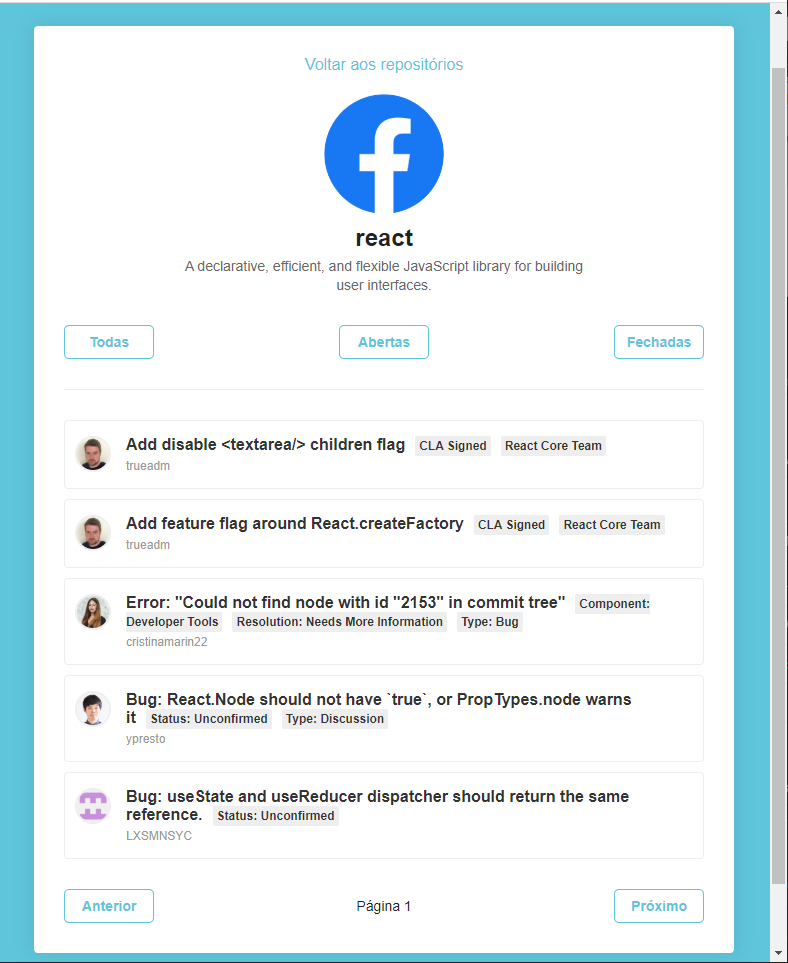 Voltar aos repositórios
f
react
A declarative, efficient, and flexible JavaScript library for building
user interfaces.
Todas Abertas Fechadas
Add disable <textarea/> children flag CLA Signed React Core Team
trueadm
Add feature flag around React.createFactory CLA Signed React Core Team
trueadm
Error: "Could not find node with id "2153" in commit tree" Component:
Developer Tools Resolution: Needs More Information Type: Bug
cristinamarin22
Bug: React.Node should not have `true`, or PropTypes.node warns
it Status: Unconfirmed Type: Discussion
ypresto
Bug: useState and useReducer dispatcher should return the same
reference. Status: Unconfirmed
LXSMNSYC
Anterior Página 1 Próximo